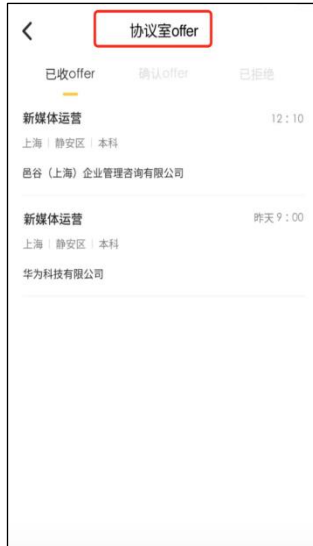 协议室offer
已收offer 确认offer 已拒绝
新媒体运营 12：10
上海 | 静安区 | 本科
邑谷（上海）企业管理咨询有限公司
新媒体运营 昨天 9：00
上海 | 静安区 | 本科
华为科技有限公司